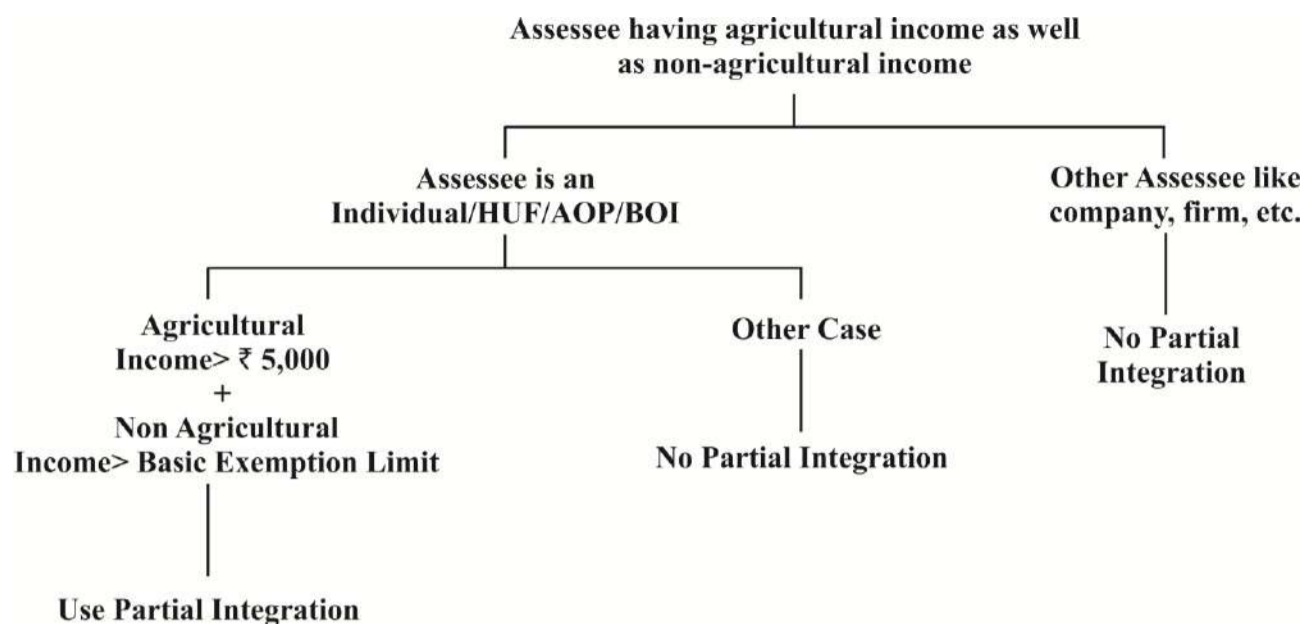 Assessee having agricultural income as well
as non-agricultural income
Assessee is an
Individual/HUF/AOP/BOI
Other Assessee like
company, firm, etc.
Agricultural
Income> ₹ 5,000
+
Non Agricultural
Income> Basic Exemption Limit
Other Case
No Partial
Integration
No Partial Integration
Use Partial Integration